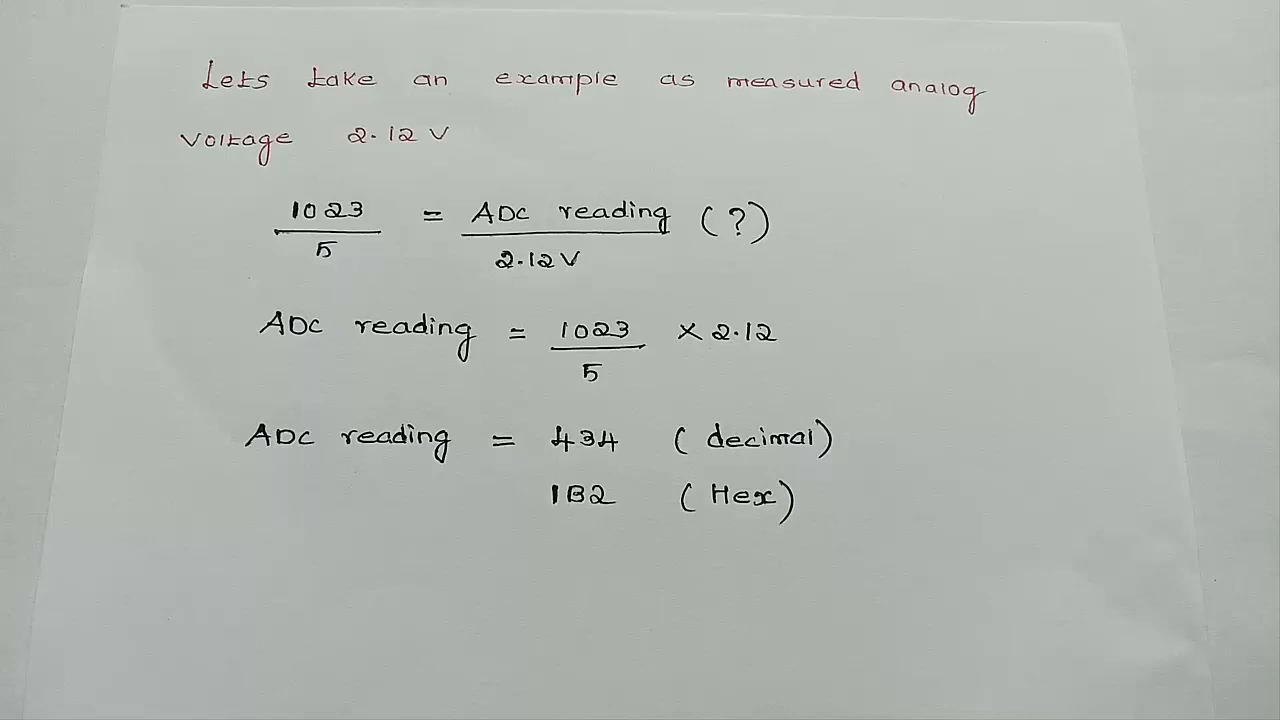 Lets take an example as measured analog
voltage 2.12 V
1023 / 5 = ADC reading / 2.12V (?)
ADC reading = 1023 / 5 × 2.12
ADC reading = 434 (decimal)
1B2 (Hex)